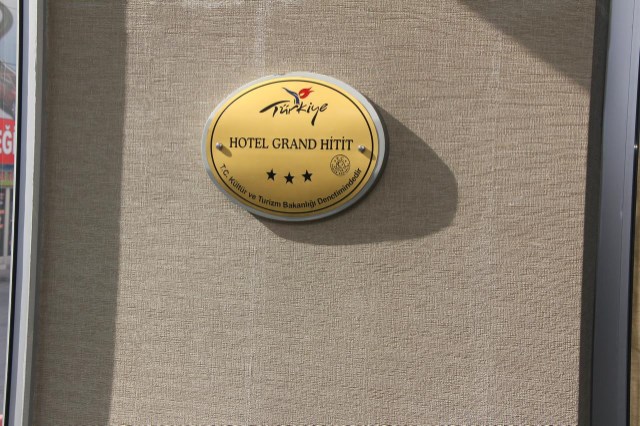 Türkiye
HOTEL GRAND HİTİT
T.C. Kültür ve Turizm Bakanlığı Denetimindedir